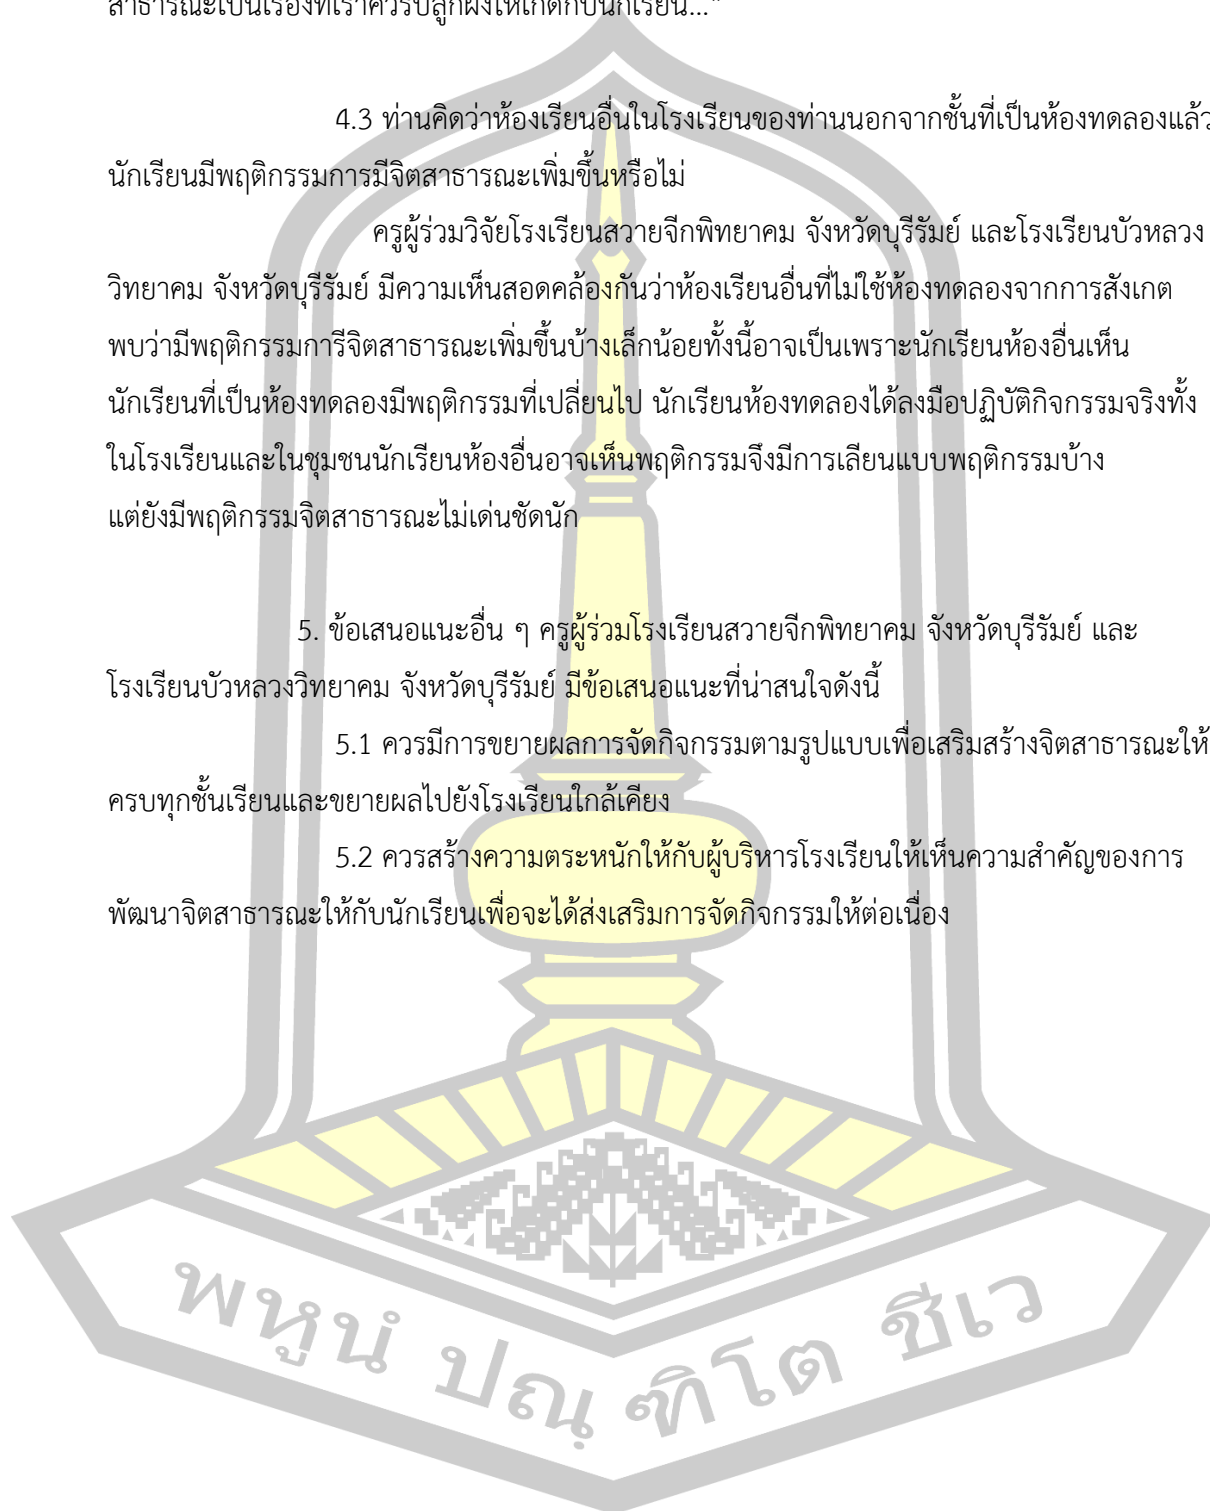 สาธารณะเป็นเรื่องที่เราควรปลูกฝังให้เกิดกับนักเรียน..."
4.3 ท่านคิดว่าห้องเรียนอื่นในโรงเรียนของท่านนอกจากชั้นที่เป็นห้องทดลองแล้ว
นักเรียนมีพฤติกรรมการมีจิตสาธารณะเพิ่มขึ้นหรือไม่
ครูผู้ร่วมวิจัยโรงเรียนสวายจีกพิทยาคม จังหวัดบุรีรัมย์ และโรงเรียนบัวหลวง
วิทยาคม จังหวัดบุรีรัมย์ มีความเห็นสอดคล้องกันว่าห้องเรียนอื่นที่ไม่ใช้ห้องทดลองจากการสังเกต
พบว่ามีพฤติกรรมการีจิตสาธารณะเพิ่มขึ้นบ้างเล็กน้อยทั้งนี้อาจเป็นเพราะนักเรียนห้องอื่นเห็น
นักเรียนที่เป็นห้องทดลองมีพฤติกรรมที่เปลี่ยนไป นักเรียนห้องทดลองได้ลงมือปฏิบัติกิจกรรมจริงทั้ง
ในโรงเรียนและในชุมชนนักเรียนห้องอื่นอาจเห็นพฤติกรรมจึงมีการเลียนแบบพฤติกรรมบ้าง
แต่ยังมีพฤติกรรมจิตสาธารณะไม่เด่นชัดนัก
5. ข้อเสนอแนะอื่น ๆ ครูผู้ร่วมโรงเรียนสวายจีกพิทยาคม จังหวัดบุรีรัมย์ และ
โรงเรียนบัวหลวงวิทยาคม จังหวัดบุรีรัมย์ มีข้อเสนอแนะที่น่าสนใจดังนี้
5.1 ควรมีการขยายผลการจัดกิจกรรมตามรูปแบบเพื่อเสริมสร้างจิตสาธารณะให้
ครบทุกชั้นเรียนและขยายผลไปยังโรงเรียนใกล้เคียง
5.2 ควรสร้างความตระหนักให้กับผู้บริหารโรงเรียนให้เห็นความสำคัญของการ
พัฒนาจิตสาธารณะให้กับนักเรียนเพื่อจะได้ส่งเสริมการจัดกิจกรรมให้ต่อเนื่อง
พหูนํ ปณฺฑิโต ชีเว